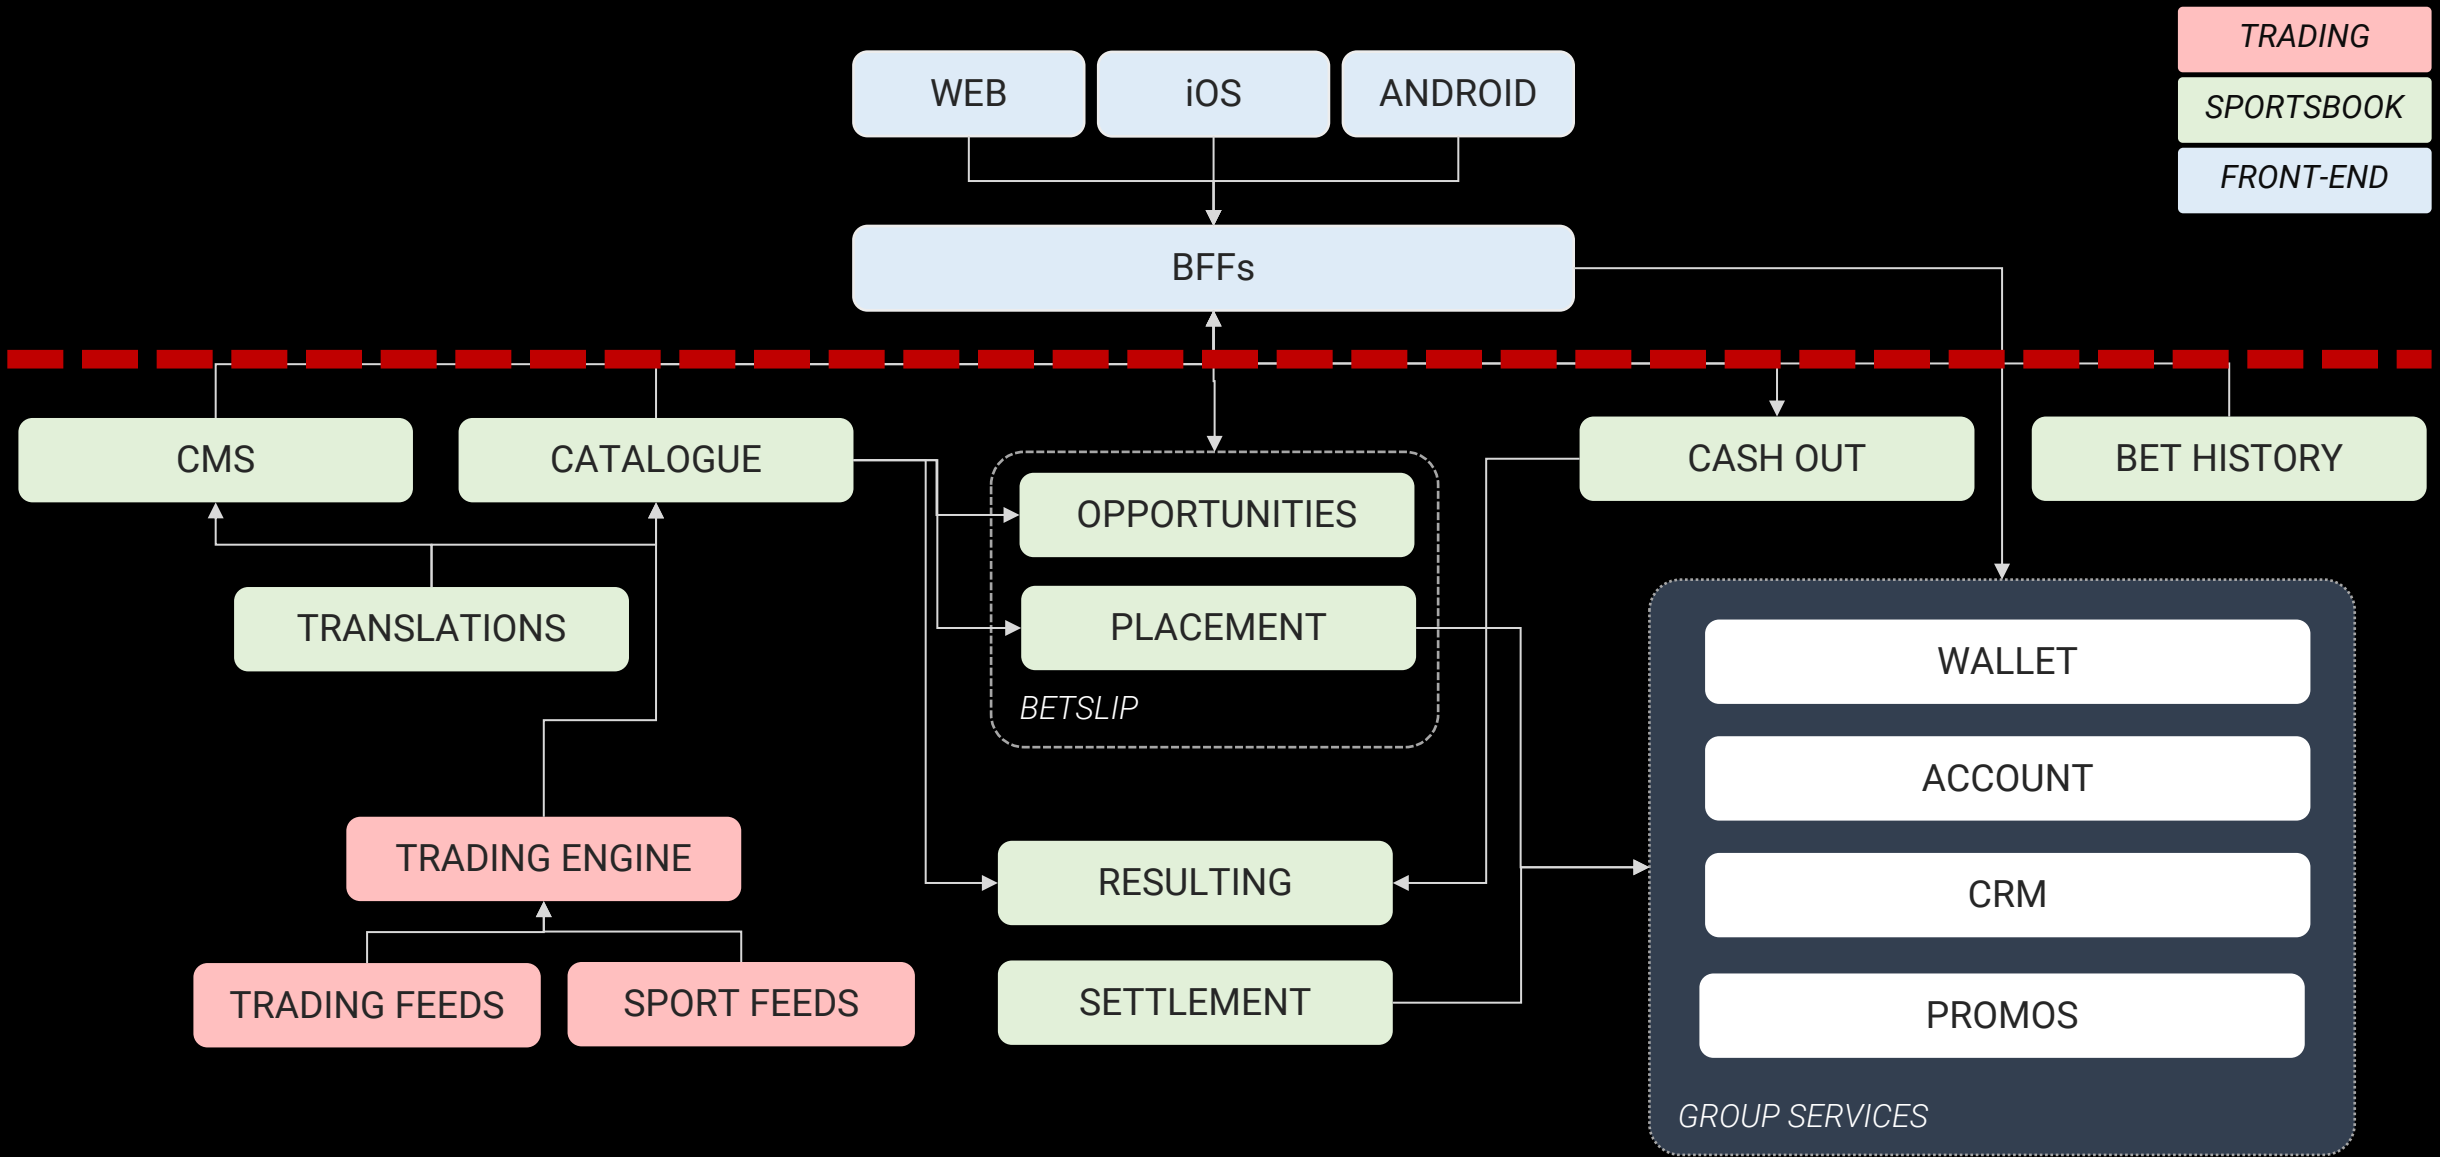 TRADING
SPORTSBOOK
FRONT-END
WEB
iOS
ANDROID
BFFs
CMS
CATALOGUE
CASH OUT
BET HISTORY
OPPORTUNITIES
PLACEMENT
BETSLIP
TRANSLATIONS
WALLET
ACCOUNT
CRM
PROMOS
GROUP SERVICES
TRADING ENGINE
RESULTING
TRADING FEEDS
SPORT FEEDS
SETTLEMENT